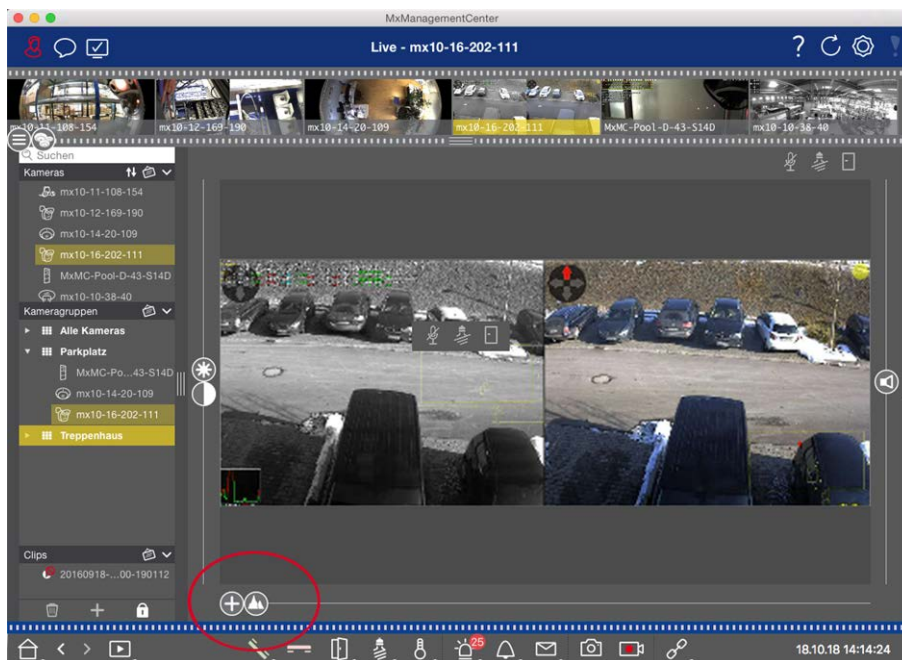 MxManagementCenter
Live - mx10-16-202-111
?
mx10-11-108-154
mx10-12-169-190
mx10-14-20-109
mx10-16-202-111
MxMC-Pool-D-43-S14D
mx10-10-38-40
Suchen
Kameras
mx10-11-108-154
mx10-12-169-190
mx10-14-20-109
mx10-16-202-111
MxMC-Pool-D-43-S14D
mx10-10-38-40
Kameragruppen
Alle Kameras
Parkplatz
MxMC-Po...43-S14D
mx10-14-20-109
mx10-16-202-111
Treppenhaus
Clips
20160918-...00-190112
25
18.10.18 14:14:24